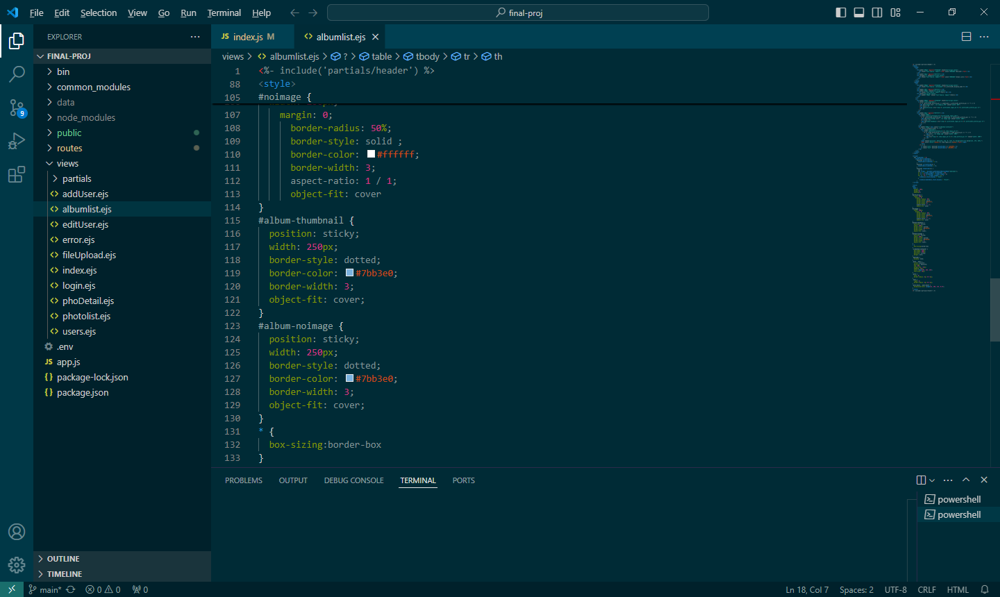 File Edit Selection View Go Run Terminal Help
final-proj
EXPLORER
FINAL-PROJ
bin
common_modules
data
node_modules
public
routes
views
partials
addUser.ejs
albumlist.ejs
editUser.ejs
error.ejs
fileUpload.ejs
index.ejs
login.ejs
phoDetail.ejs
photolist.ejs
users.ejs
.env
JS app.js
{} package-lock.json
{} package.json
OUTLINE
TIMELINE
9
JS index.js M
albumlist.ejs
views > albumlist.ejs > ? > table > tbody > tr > th
1 <%- include('partials/header') %>
88 <style>
105 #noimage {
107 margin: 0;
108 border-radius: 50%;
109 border-style: solid ;
110 border-color: #ffffff;
111 border-width: 3;
112 aspect-ratio: 1 / 1;
113 object-fit: cover
114 }
115 #album-thumbnail {
116 position: sticky;
117 width: 250px;
118 border-style: dotted;
119 border-color: #7bb3e0;
120 border-width: 3;
121 object-fit: cover;
122 }
123 #album-noimage {
124 position: sticky;
125 width: 250px;
126 border-style: dotted;
127 border-color: #7bb3e0;
128 border-width: 3;
129 object-fit: cover;
130 }
131 * {
132 box-sizing:border-box
133 }
PROBLEMS OUTPUT DEBUG CONSOLE TERMINAL PORTS
powershell
powershell
main* 0 0 0
Ln 18, Col 7 Spaces: 2 UTF-8 CRLF HTML